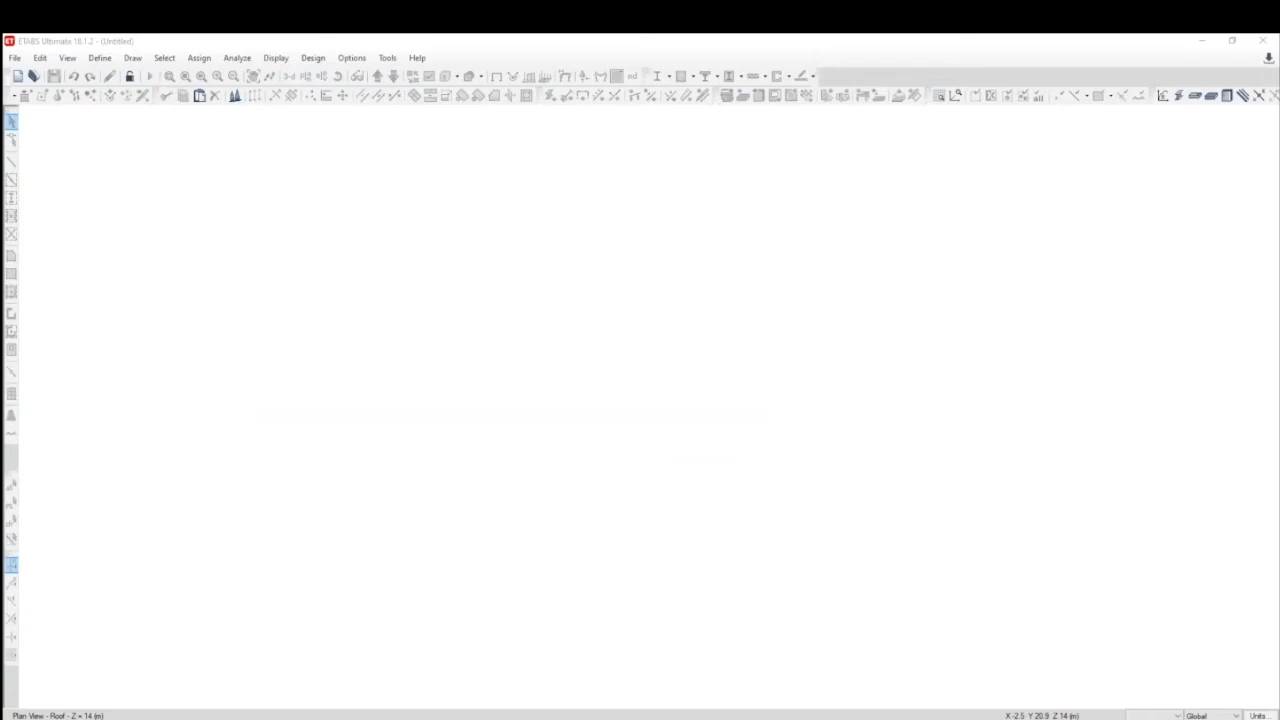 ETABS Ultimate 18.1.2 - (Untitled)
File Edit View Define Draw Select Assign Analyze Display Design Options Tools Help
Plan View - Roof - Z = 14 (m) X -2.5 Y 20.9 Z 14 (m) Global Units...